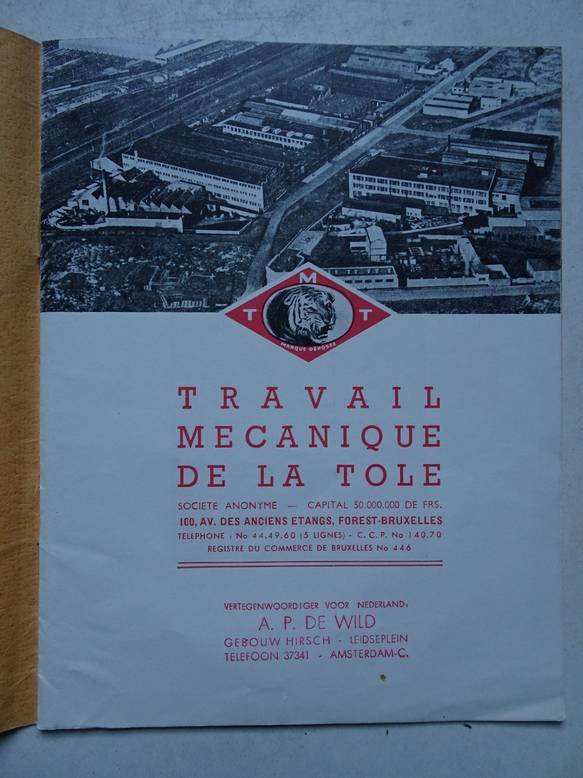 T M T
MARQUE DÉPOSÉE
TRAVAIL
MECANIQUE
DE LA TOLE
SOCIETE ANONYME — CAPITAL 50.000.000 DE FRS.
100, AV. DES ANCIENS ETANGS, FOREST-BRUXELLES
TELEPHONE : No 44.49.60 (5 LIGNES) - C. C. P. No 140,70
REGISTRE DU COMMERCE DE BRUXELLES No 446
VERTEGENWOORDIGER VOOR NEDERLAND:
A. P. DE WILD
GEBOUW HIRSCH - LEIDSEPLEIN
TELEFOON 37341 - AMSTERDAM-C.